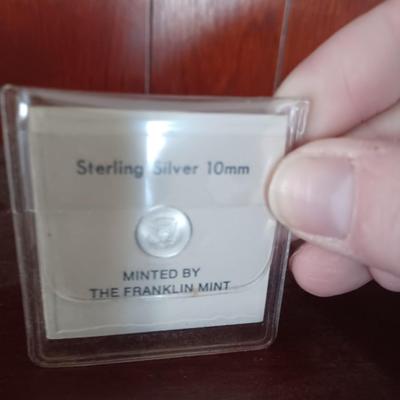 Sterling Silver 10mm
MINTED BY
THE FRANKLIN MINT